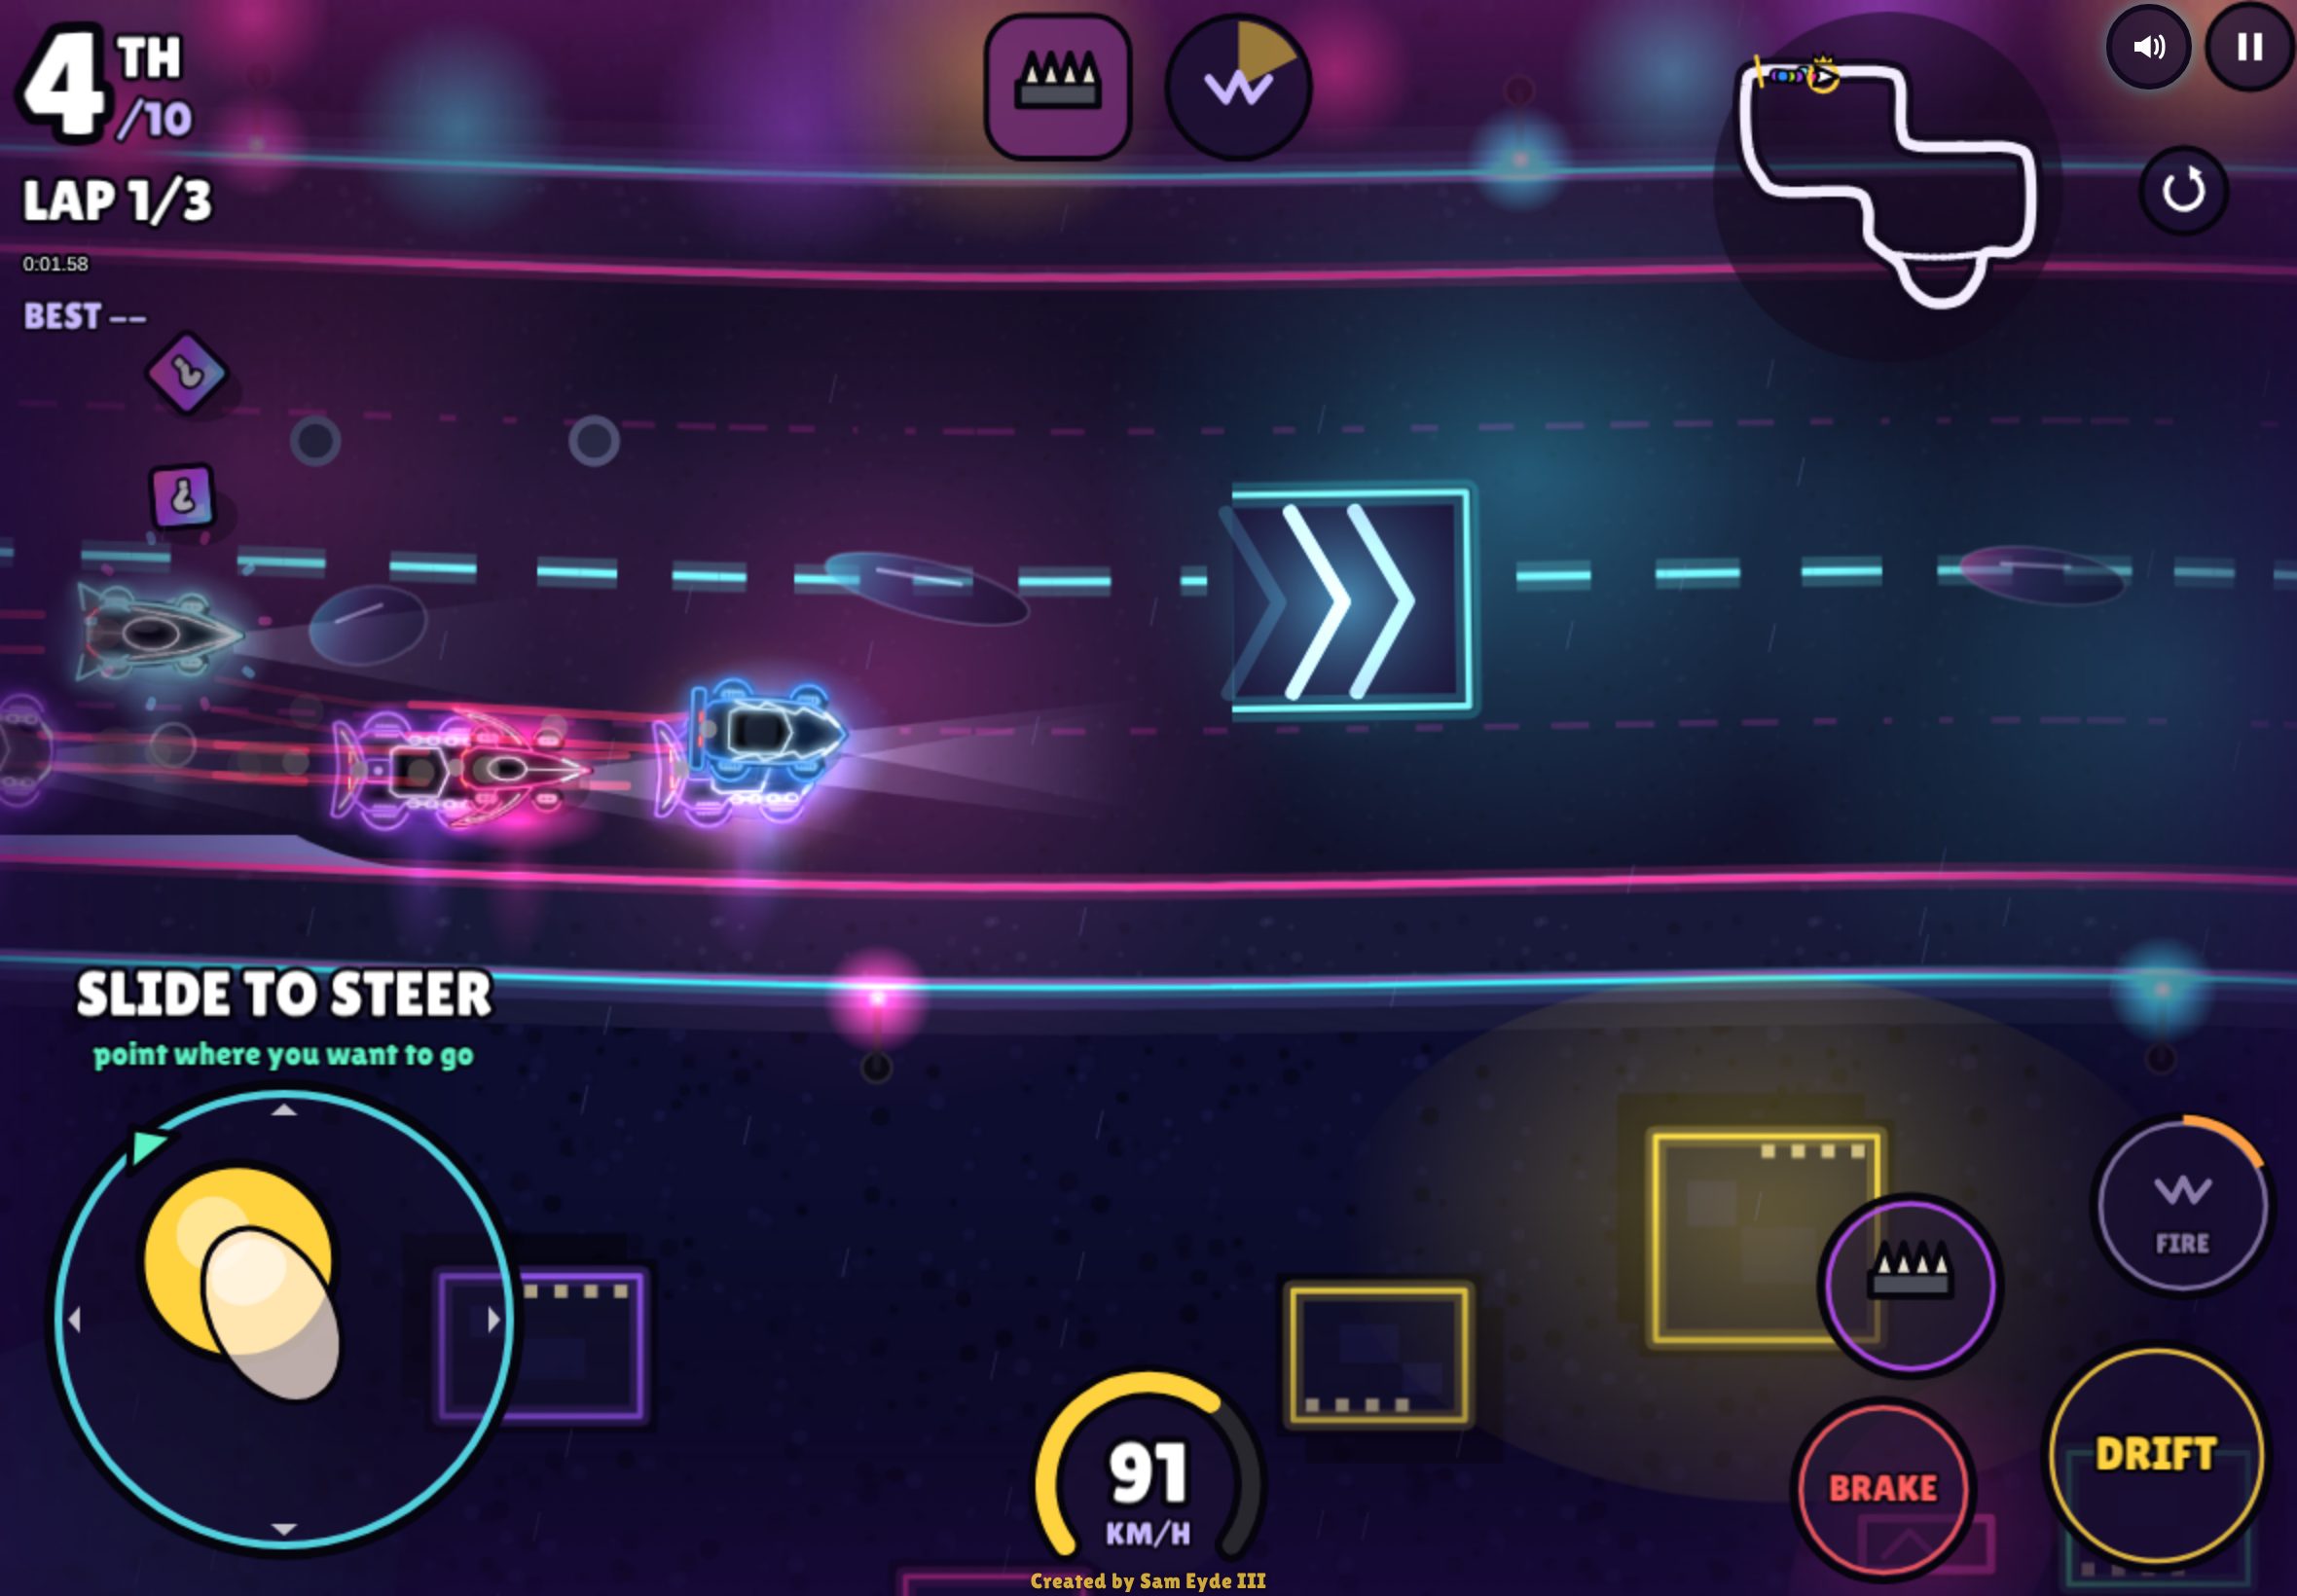 4TH
/10
LAP 1/3
0:01.58
BEST --
SLIDE TO STEER
point where you want to go
FIRE
DRIFT
BRAKE
91
KM/H
Created by Sam Eyde III